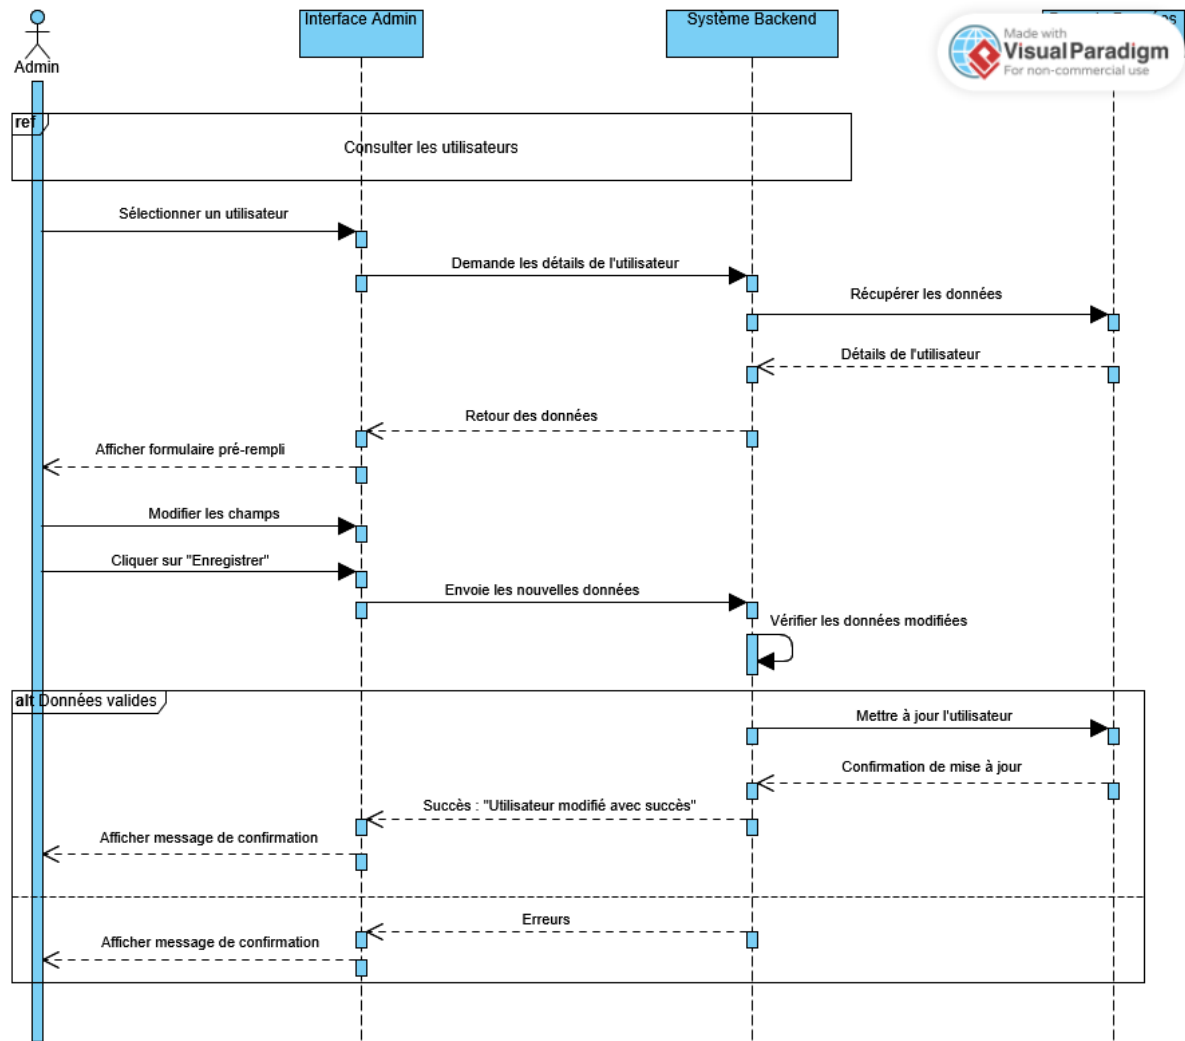 Interface Admin
Système Backend
Made with
Visual Paradigm
For non-commercial use
Admin
ref
Consulter les utilisateurs
Sélectionner un utilisateur
Demande les détails de l'utilisateur
Récupérer les données
Détails de l'utilisateur
Retour des données
Afficher formulaire pré-rempli
Modifier les champs
Cliquer sur "Enregistrer"
Envoie les nouvelles données
Vérifier les données modifiées
alt Données valides
Mettre à jour l'utilisateur
Confirmation de mise à jour
Succès : "Utilisateur modifié avec succès"
Afficher message de confirmation
Erreurs
Afficher message de confirmation